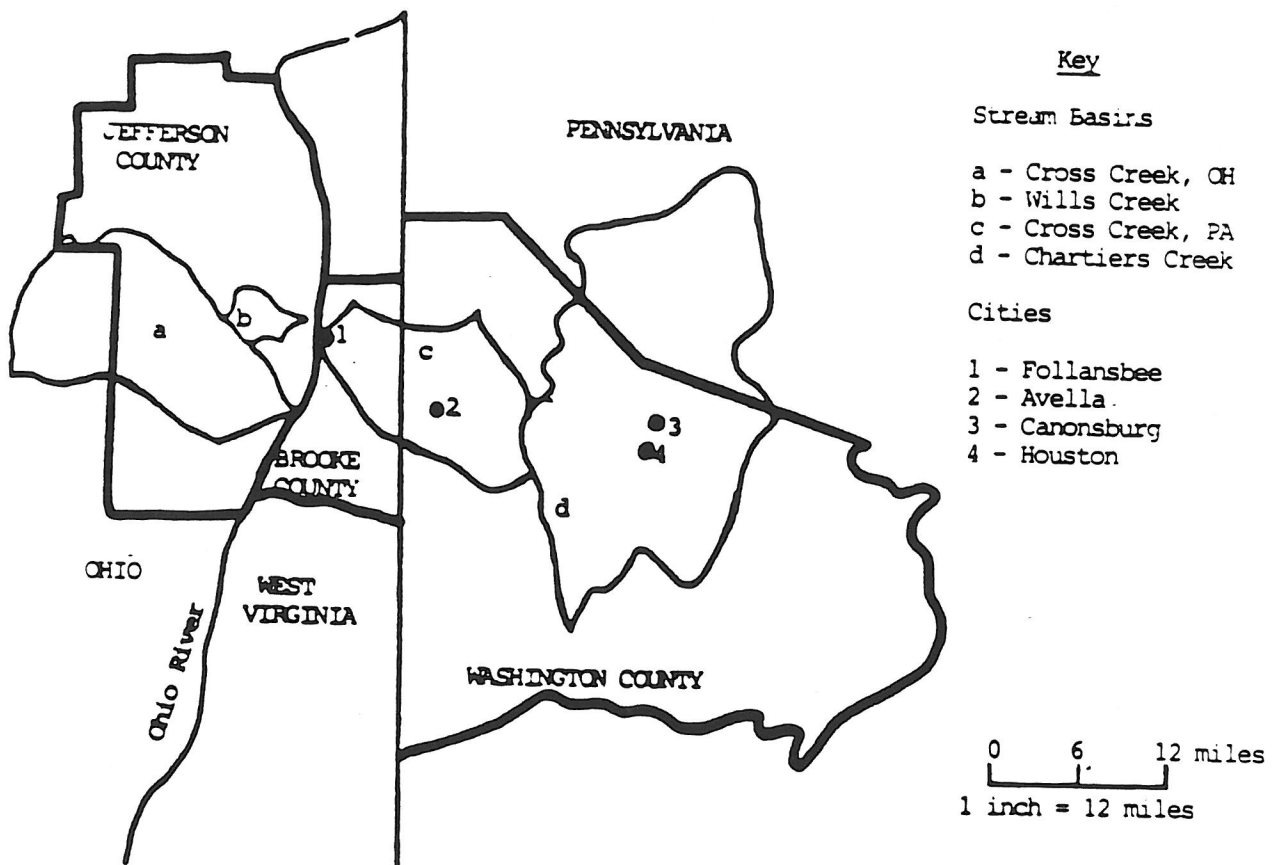 JEFFERSON
COUNTY
PENNSYLVANIA
a
b
1
c
2
3
4
d
BROOKE
COUNTY
OHIO
WEST
VIRGINIA
Ohio River
WASHINGTON COUNTY
Key
Stream Basins
a - Cross Creek, OH
b - Wills Creek
c - Cross Creek, PA
d - Chartiers Creek
Cities
1 - Follansbee
2 - Avella
3 - Canonsburg
4 - Houston
0 6 12 miles
1 inch = 12 miles